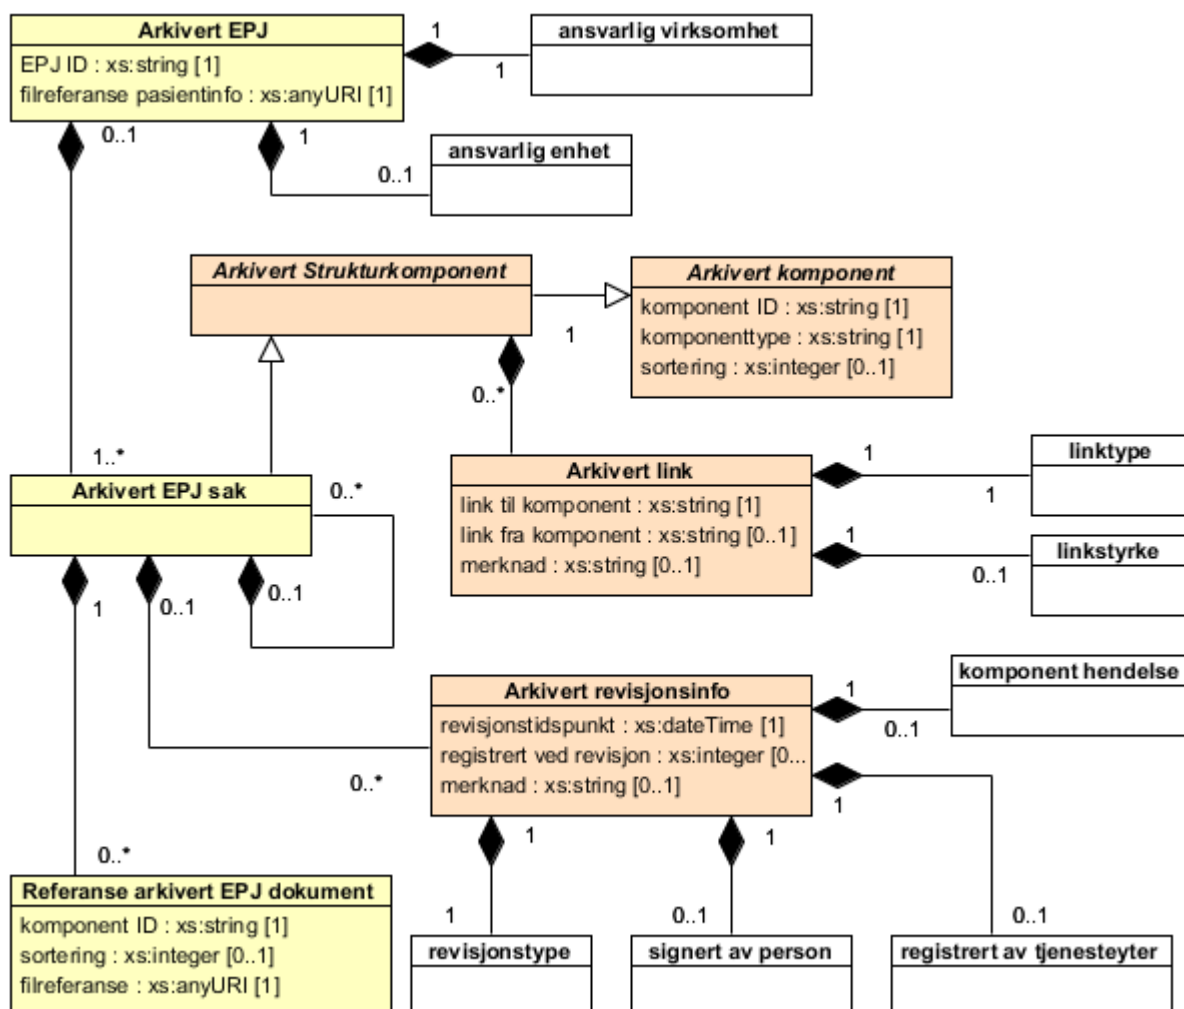 Arkivert EPJ
EPJ ID : xs:string [1]
filreferanse pasientinfo : xs:anyURI [1]
1
1
ansvarlig virksomhet
0..1
1
0..1
ansvarlig enhet
Arkivert Strukturkomponent
1
Arkivert komponent
komponent ID : xs:string [1]
komponenttype : xs:string [1]
sortering : xs:integer [0..1]
0..*
1..*
Arkivert EPJ sak
0..*
Arkivert link
link til komponent : xs:string [1]
link fra komponent : xs:string [0..1]
merknad : xs:string [0..1]
1
1
linktype
1
0..1
linkstyrke
1
0..1
0..1
Arkivert revisjonsinfo
revisjonstidspunkt : xs:dateTime [1]
registrert ved revisjon : xs:integer [0...
merknad : xs:string [0..1]
1
0..1
komponent hendelse
0..*
1
1
1
0..*
Referanse arkivert EPJ dokument
komponent ID : xs:string [1]
sortering : xs:integer [0..1]
filreferanse : xs:anyURI [1]
1
revisjonstype
0..1
signert av person
0..1
registrert av tjenesteyter